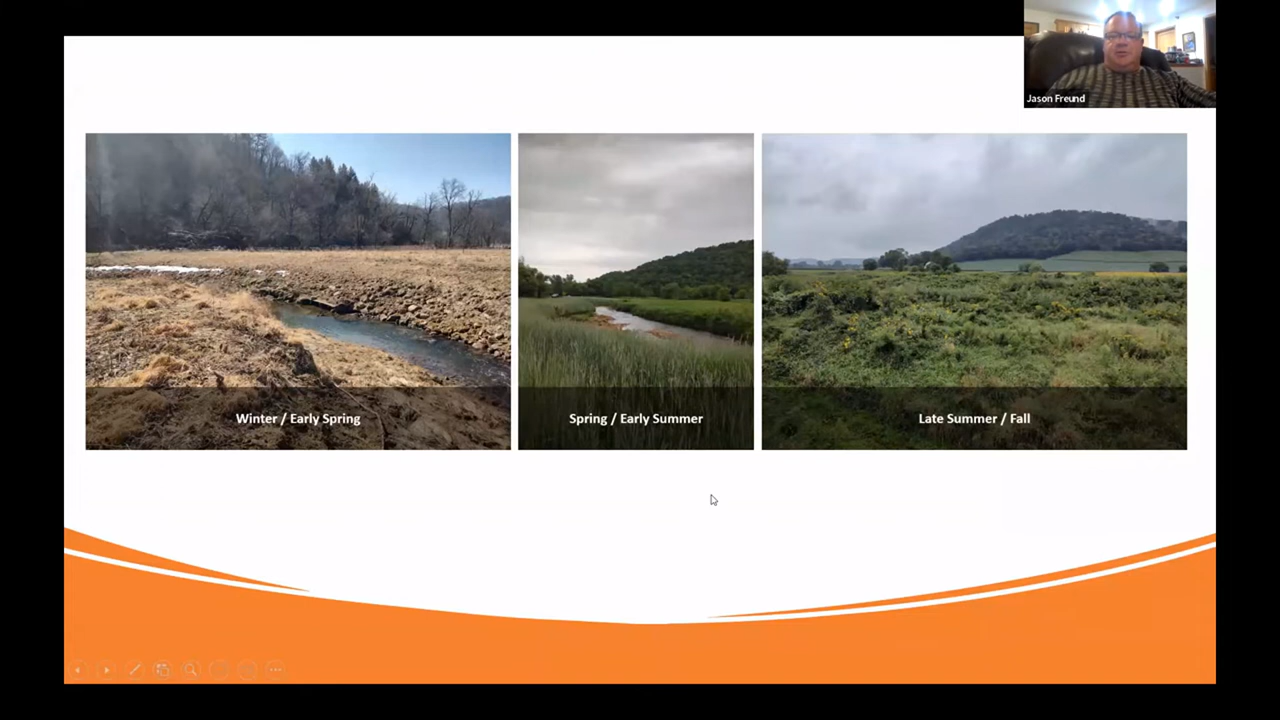 Jason Freund
Winter / Early Spring
Spring / Early Summer
Late Summer / Fall